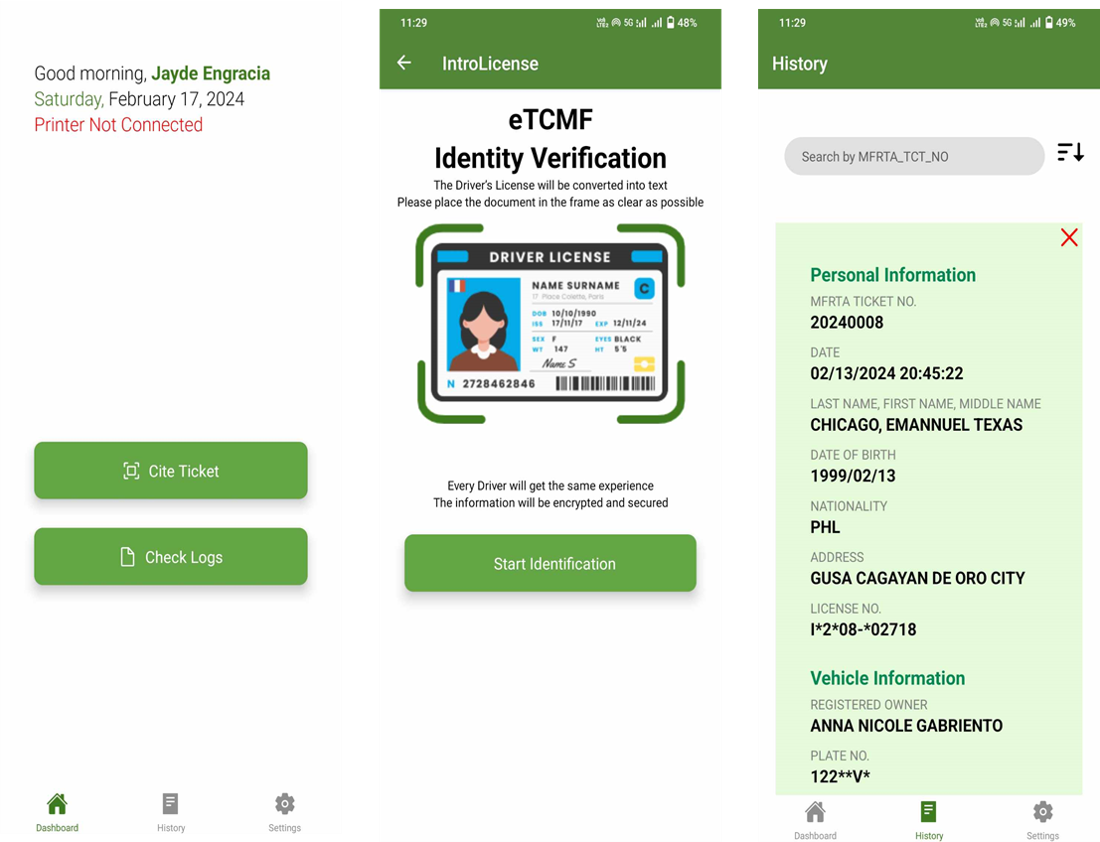 Good morning, Jayde Engracia
Saturday, February 17, 2024
Printer Not Connected
Cite Ticket
Check Logs
Dashboard
History
Settings
11:29
5G
48%
IntroLicense
eTCMF
Identity Verification
The Driver's License will be converted into text
Please place the document in the frame as clear as possible
DRIVER LICENSE
NAME SURNAME
C
17 Place Colette, Paris
DOB 10/10/1990
ISS 17/11/17 EXP 12/11/24
SEX F EYES BLACK
WT 147 HT 5'5
Name S
N 2728462846
Every Driver will get the same experience
The information will be encrypted and secured
Start Identification
11:29
5G
49%
History
Search by MFRTA_TCT_NO
Personal Information
MFRTA TICKET NO.
20240008
DATE
02/13/2024 20:45:22
LAST NAME, FIRST NAME, MIDDLE NAME
CHICAGO, EMANNUEL TEXAS
DATE OF BIRTH
1999/02/13
NATIONALITY
PHL
ADDRESS
GUSA CAGAYAN DE ORO CITY
LICENSE NO.
I*2*08-*02718
Vehicle Information
REGISTERED OWNER
ANNA NICOLE GABRIENTO
PLATE NO.
122**V*
Dashboard
History
Settings